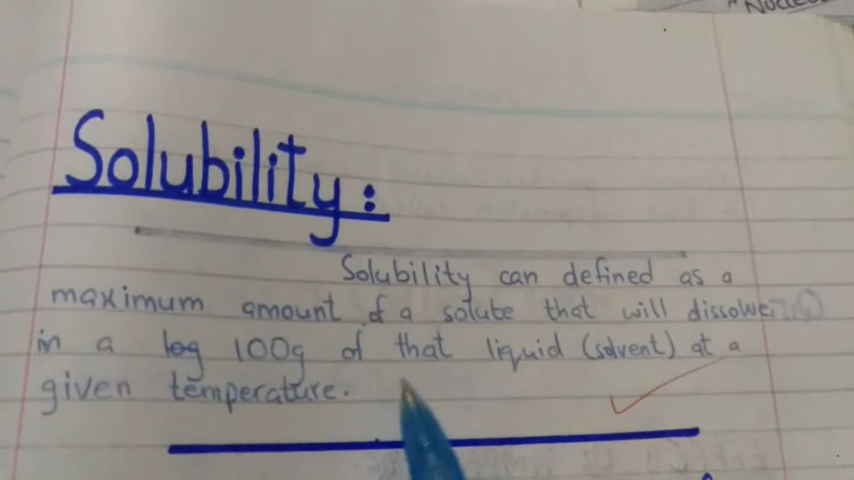 Nucle
Solubility:
Solubility can defined as a
maximum amount of a solute that will dissolve
in a log 100g of that liquid (solvent) at a
given temperature.